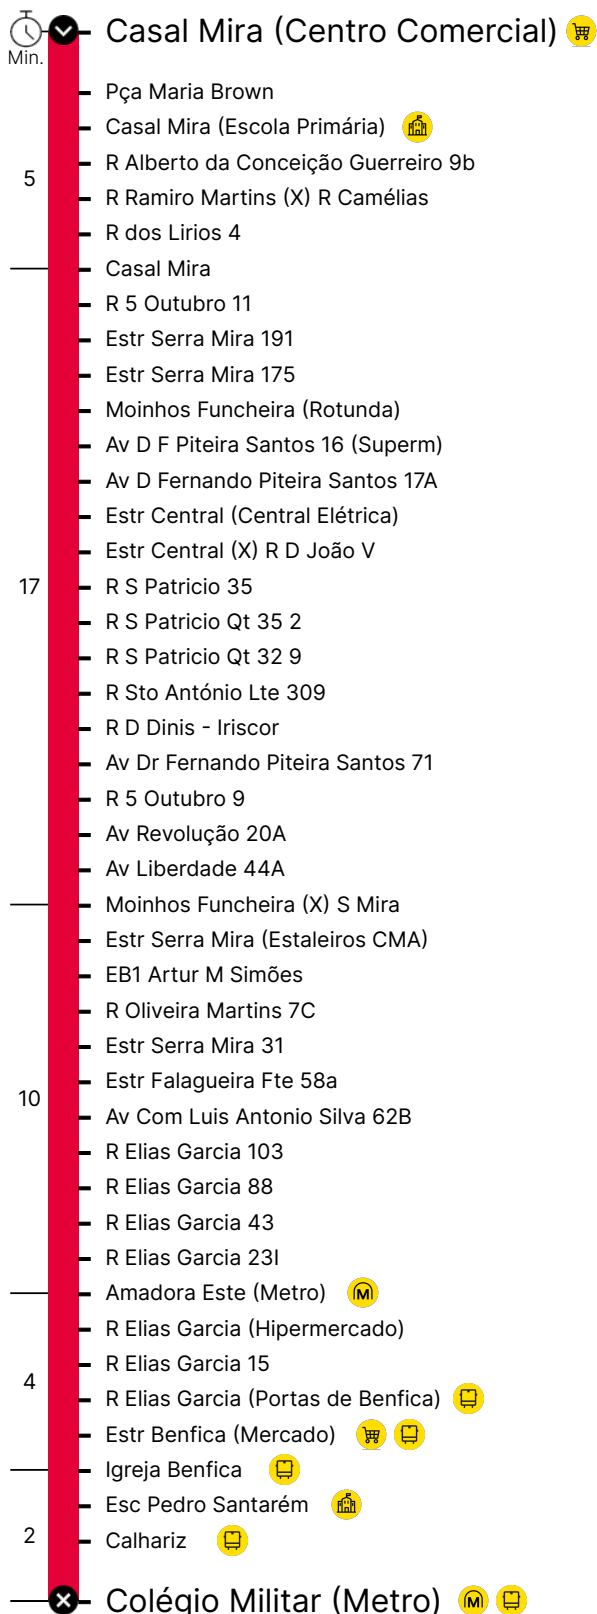 Casal Mira (Centro Comercial)
Min.
Pça Maria Brown
Casal Mira (Escola Primária)
R Alberto da Conceição Guerreiro 9b
5
R Ramiro Martins (X) R Camélias
R dos Lirios 4
Casal Mira
R 5 Outubro 11
Estr Serra Mira 191
Estr Serra Mira 175
Moinhos Funcheira (Rotunda)
Av D F Piteira Santos 16 (Superm)
Av D Fernando Piteira Santos 17A
Estr Central (Central Elétrica)
Estr Central (X) R D João V
17
R S Patricio 35
R S Patricio Qt 35 2
R S Patricio Qt 32 9
R Sto António Lte 309
R D Dinis - Iriscor
Av Dr Fernando Piteira Santos 71
R 5 Outubro 9
Av Revolução 20A
Av Liberdade 44A
Moinhos Funcheira (X) S Mira
Estr Serra Mira (Estaleiros CMA)
EB1 Artur M Simões
R Oliveira Martins 7C
Estr Serra Mira 31
Estr Falagueira Fte 58a
10
Av Com Luis Antonio Silva 62B
R Elias Garcia 103
R Elias Garcia 88
R Elias Garcia 43
R Elias Garcia 23I
Amadora Este (Metro) M
R Elias Garcia (Hipermercado)
R Elias Garcia 15
4
R Elias Garcia (Portas de Benfica)
Estr Benfica (Mercado)
Igreja Benfica
Esc Pedro Santarém
2
Calhariz
Colégio Militar (Metro) M